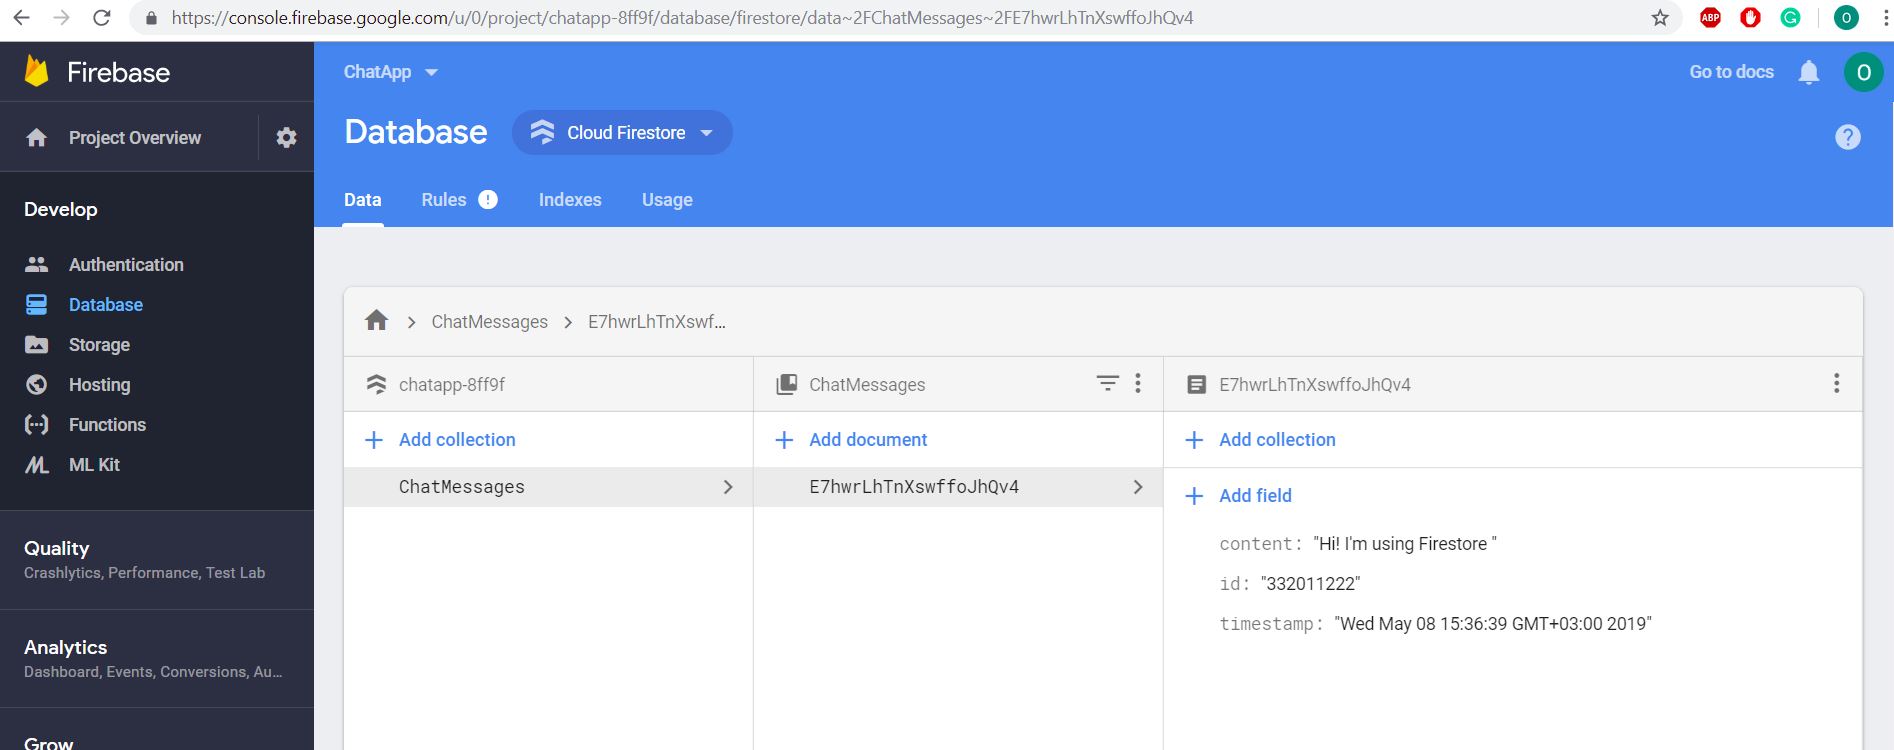 https://console.firebase.google.com/u/0/project/chatapp-8ff9f/database/firestore/data~2FChatMessages~2FE7hwrLhTnXswffoJhQv4
ABP
O
Firebase
ChatApp
Go to docs
O
Project Overview
Database
Cloud Firestore
?
Develop
Data
Rules !
Indexes
Usage
Authentication
Database
Storage
Hosting
Functions
ML Kit
Quality
Crashlytics, Performance, Test Lab
Analytics
Dashboard, Events, Conversions, Au...
Grow
ChatMessages
E7hwrLhTnXswf...
chatapp-8ff9f
ChatMessages
E7hwrLhTnXswffoJhQv4
+ Add collection
+ Add document
+ Add collection
ChatMessages
E7hwrLhTnXswffoJhQv4
+ Add field
content: "Hi! I'm using Firestore "
id: "332011222"
timestamp: "Wed May 08 15:36:39 GMT+03:00 2019"